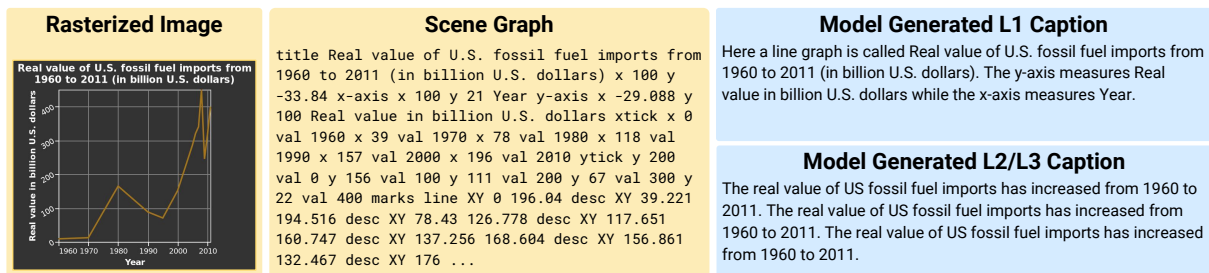 Rasterized Image
Real value of U.S. fossil fuel imports from
1960 to 2011 (in billion U.S. dollars)
Real value in billion U.S. dollars
400
300
200
100
0
1960 1970 1980 1990 2000 2010
Year
Scene Graph
title Real value of U.S. fossil fuel imports from
1960 to 2011 (in billion U.S. dollars) x 100 y
-33.84 x-axis x 100 y 21 Year y-axis x -29.088 y
100 Real value in billion U.S. dollars xtick x 0
val 1960 x 39 val 1970 x 78 val 1980 x 118 val
1990 x 157 val 2000 x 196 val 2010 ytick y 200
val 0 y 156 val 100 y 111 val 200 y 67 val 300 y
22 val 400 marks line XY 0 196.04 desc XY 39.221
194.516 desc XY 78.43 126.778 desc XY 117.651
160.747 desc XY 137.256 168.604 desc XY 156.861
132.467 desc XY 176 ...
Model Generated L1 Caption
Here a line graph is called Real value of U.S. fossil fuel imports from
1960 to 2011 (in billion U.S. dollars). The y-axis measures Real
value in billion U.S. dollars while the x-axis measures Year.
Model Generated L2/L3 Caption
The real value of US fossil fuel imports has increased from 1960 to
2011. The real value of US fossil fuel imports has increased from
1960 to 2011. The real value of US fossil fuel imports has increased
from 1960 to 2011.